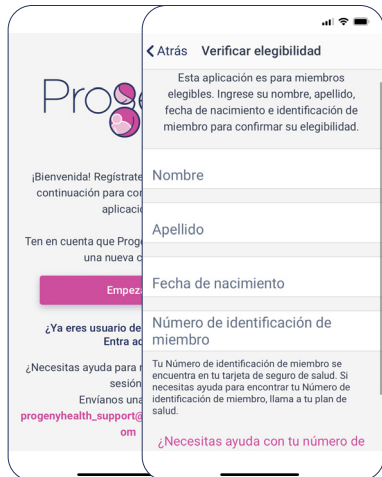 Proge
¡Bienvenida! Regístrate
continuación para
aplicac
Ten en cuenta que
una nueva
Empez
¿Ya eres usuario de
Entra
¿Necesitas ayuda para
sesión
Envíanos una
progenyhealth_support@
om
Atrás Verificar elegibilidad
Esta aplicación es para miembros
elegibles. Ingrese su nombre, apellido,
fecha de nacimiento e identificación de
miembro para confirmar su elegibilidad.
Nombre
Apellido
Fecha de nacimiento
Número de identificación de
miembro
Tu Número de identificación de miembro se
encuentra en tu tarjeta de seguro de salud. Si
necesitas ayuda para encontrar tu Número de
identificación de miembro, llama a tu plan de
salud.
¿Necesitas ayuda con tu número de